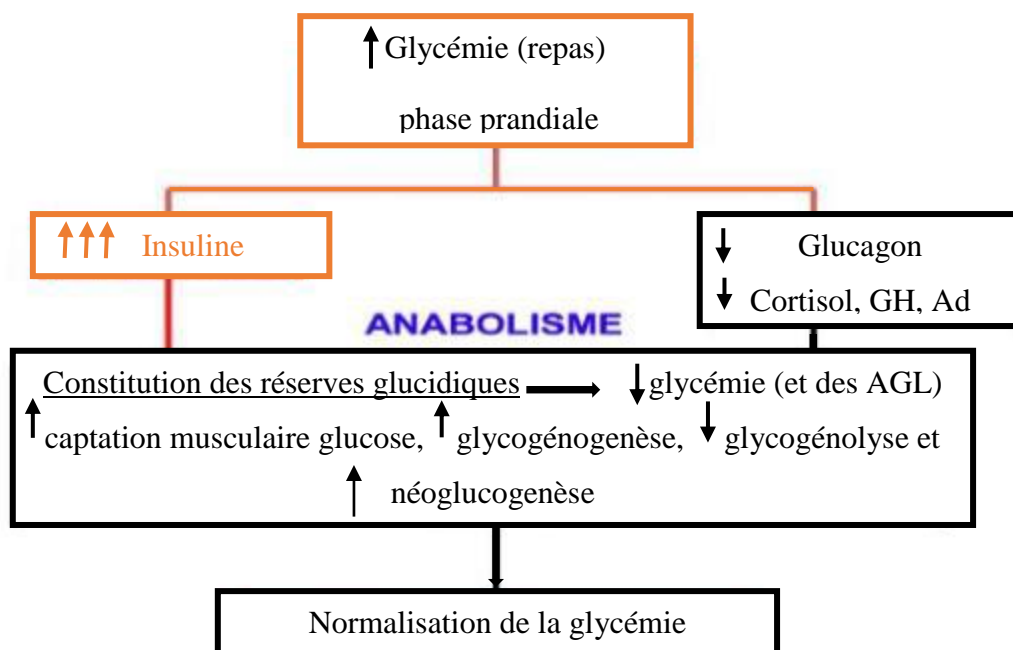 ↑ Glycémie (repas)
phase prandiale
↑↑↑ Insuline
↓ Glucagon
↓ Cortisol, GH, Ad
ANABOLISME
Constitution des réserves glucidiques → ↓ glycémie (et des AGL)
↑ captation musculaire glucose, ↑ glycogénogenèse, ↓ glycogénolyse et
↑ néoglucogenèse
Normalisation de la glycémie